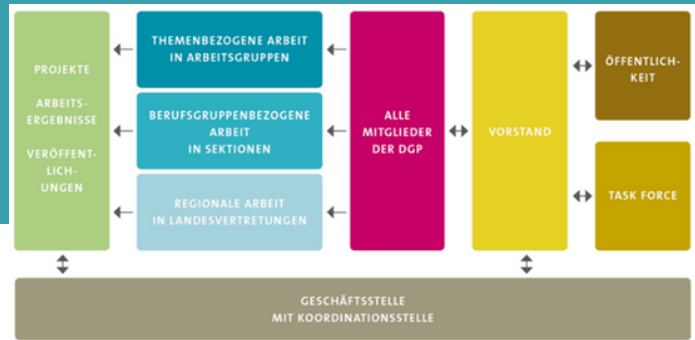 PROJEKTE
ARBEITS-
ERGEBNISSE
VERÖFFENT-
LICH-
UNGEN
THEMENBEZOGENE ARBEIT
IN ARBEITSGRUPPEN
BERUFSGRUPPENBEZOGENE
ARBEIT
IN SEKTIONEN
REGIONALE ARBEIT
IN LANDESVERTRETUNGEN
ALLE
MITGLIEDER
DER DGP
VORSTAND
ÖFFENTLICH-
KEIT
TASK FORCE
GESCHÄFTSSTELLE
MIT KOORDINATIONSSTELLE